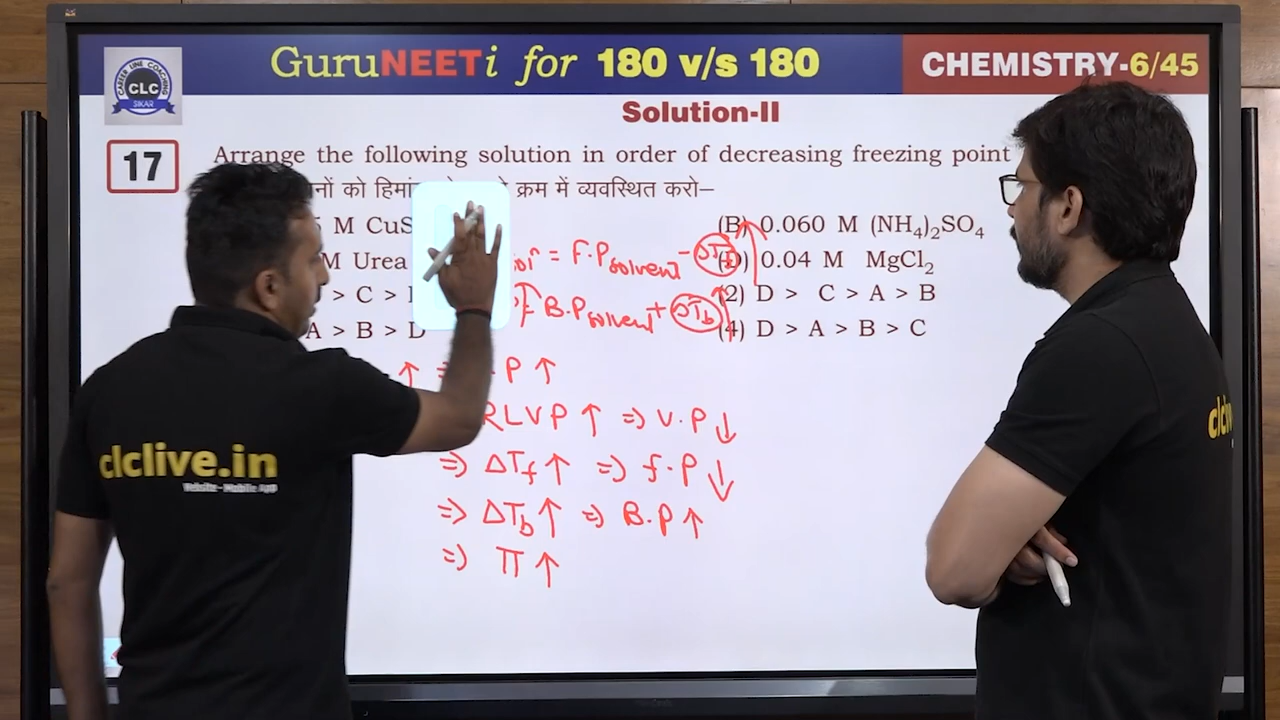 GuruNEETi for 180 v/s 180
CHEMISTRY-6/45
CAREER LINE COACHING
CLC
SIKAR
Solution-II
17
Arrange the following solution in order of decreasing freezing point
को क्रम में व्यवस्थित करो–
M CuS
(B) 0.060 M (NH4)2SO4
M Urea
= F.Psolvent - ΔTf
0.04 M MgCl2
> C >
= B.Psolvent + ΔTb
(2) D > C > A > B
A > B > D
(4) D > A > B > C
↑ P ↑
RLVP ↑ => V.P ↓
=> ΔTf ↑ => f.P ↓
=> ΔTb ↑ => B.P ↑
=> π ↑
clclive.in
Website - Mobile App